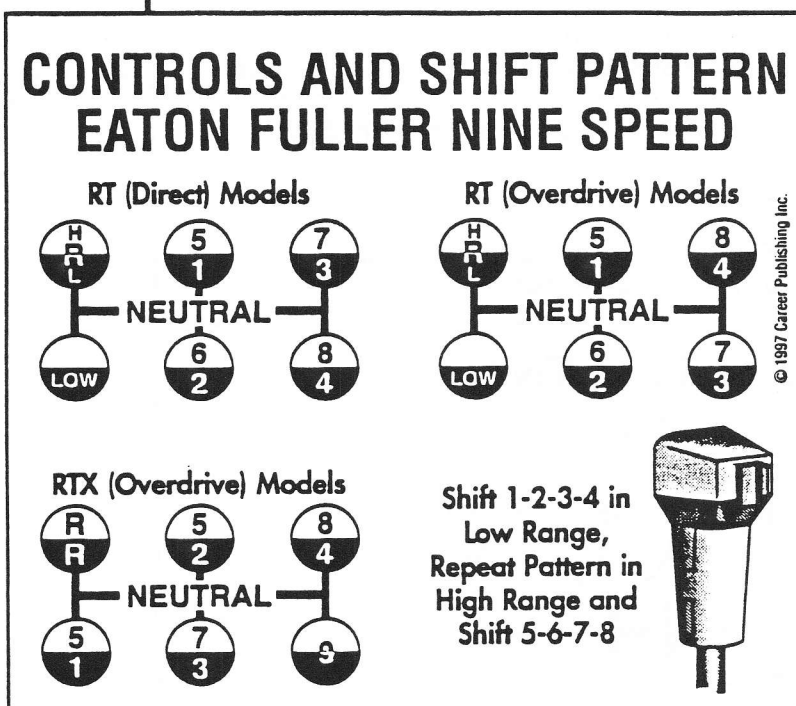 CONTROLS AND SHIFT PATTERN
EATON FULLER NINE SPEED
RT (Direct) Models
H
R
L
5
1
7
3
NEUTRAL
LOW
6
2
8
4
RT (Overdrive) Models
H
R
L
5
1
8
4
NEUTRAL
LOW
6
2
7
3
© 1997 Career Publishing Inc.
RTX (Overdrive) Models
R
R
5
2
8
4
NEUTRAL
5
1
7
3
9
Shift 1-2-3-4 in
Low Range,
Repeat Pattern in
High Range and
Shift 5-6-7-8